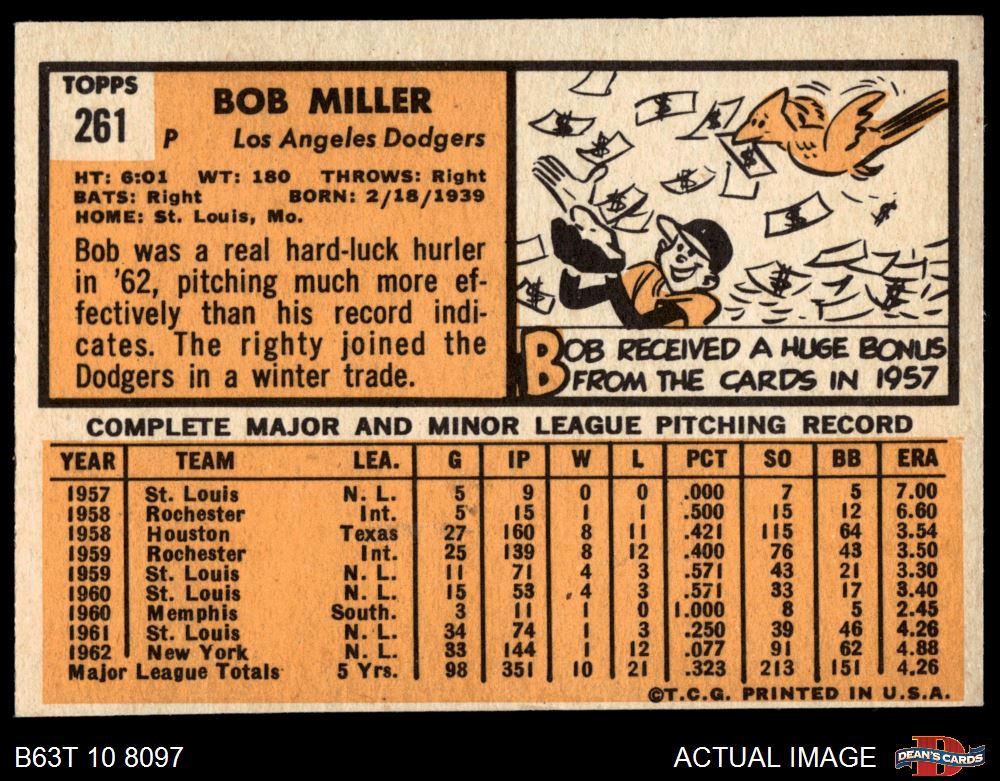 TOPPS
261
BOB MILLER
P Los Angeles Dodgers
HT: 6:01 WT: 180 THROWS: Right
BATS: Right BORN: 2/18/1939
HOME: St. Louis, Mo.
Bob was a real hard-luck hurler
in '62, pitching much more ef-
fectively than his record indi-
cates. The righty joined the
Dodgers in a winter trade.
$ $ $ $ $ $ $ $ $ $ $ $
BOB RECEIVED A HUGE BONUS
FROM THE CARDS IN 1957
COMPLETE MAJOR AND MINOR LEAGUE PITCHING RECORD
YEAR TEAM LEA. G IP W L PCT SO BB ERA
1957 St. Louis N. L. 5 9 0 0 .000 7 5 7.00
1958 Rochester Int. 5 15 1 1 .500 15 12 6.60
1958 Houston Texas 27 160 8 11 .421 115 64 3.54
1959 Rochester Int. 25 139 8 12 .400 76 43 3.50
1959 St. Louis N. L. 11 71 4 3 .571 43 21 3.30
1960 St. Louis N. L. 15 53 4 3 .571 33 17 3.40
1960 Memphis South. 3 11 1 0 1.000 8 5 2.45
1961 St. Louis N. L. 34 74 1 3 .250 39 46 4.26
1962 New York N. L. 33 144 1 12 .077 91 62 4.88
Major League Totals 5 Yrs. 98 351 10 21 .323 213 151 4.26
©T.C.G. PRINTED IN U.S.A.
B63T 10 8097 ACTUAL IMAGE
D
DEAN'S CARDS